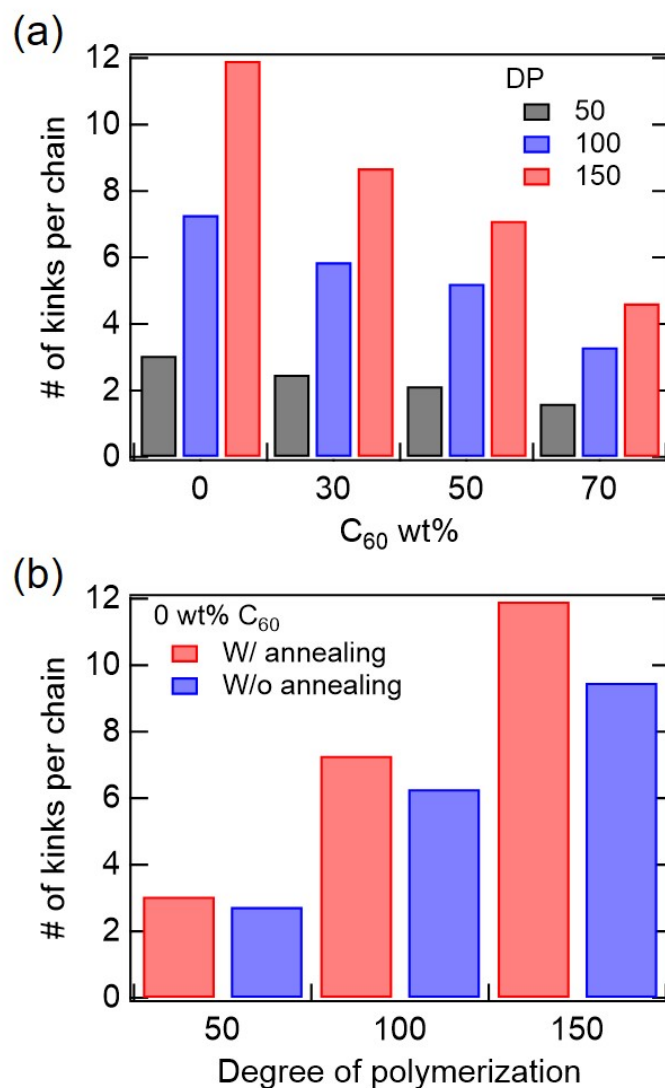 (a)
12
10
8
6
4
2
0
# of kinks per chain
DP
50
100
150
0 30 50 70
C₆₀ wt%
(b)
12
10
8
6
4
2
0
# of kinks per chain
0 wt% C₆₀
W/ annealing
W/o annealing
50 100 150
Degree of polymerization